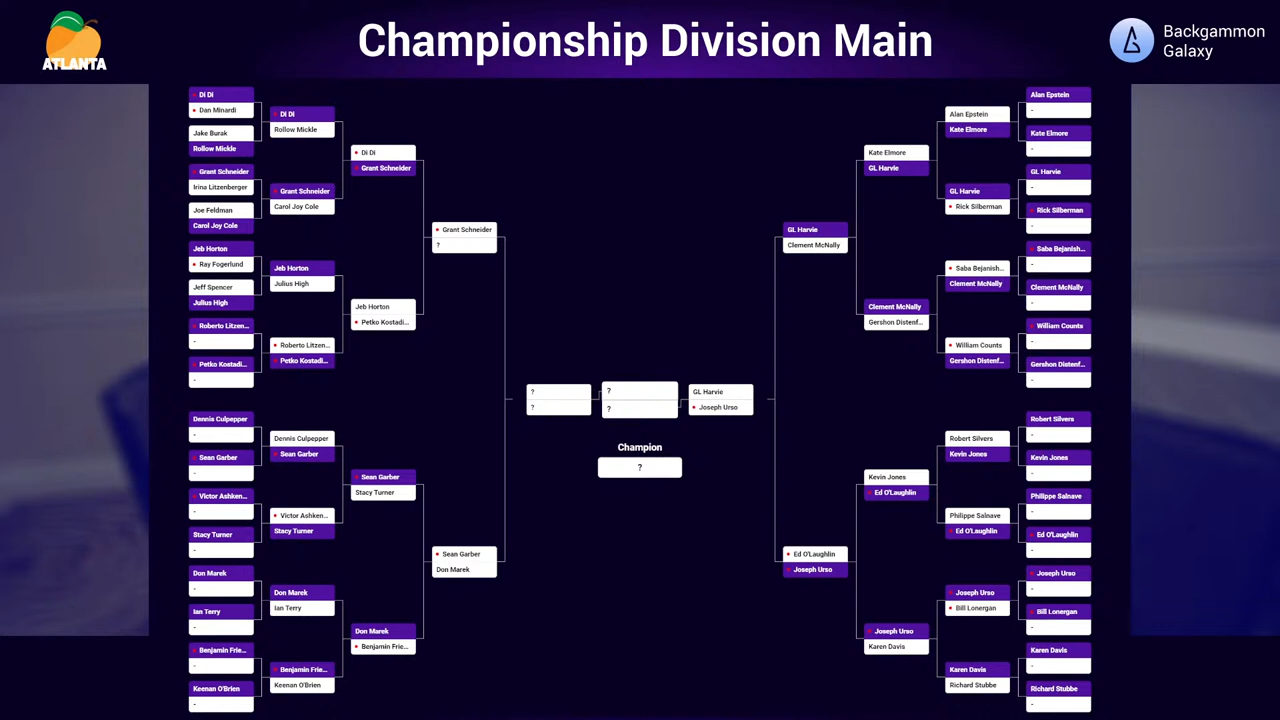 Championship Division Main
ATLANTA
Backgammon
Galaxy
Di Di
Dan Minardi
Jake Burak
Rollow Mickle
Grant Schneider
Irina Litzenberger
Joe Feldman
Carol Joy Cole
Jeb Horton
Ray Fogerlund
Jeff Spencer
Julius High
Roberto Litzen...
-
Petko Kostadi...
-
Dennis Culpepper
-
Sean Garber
-
Victor Ashken...
-
Stacy Turner
-
Don Marek
-
Ian Terry
-
Benjamin Frie...
-
Keenan O'Brien
-
Di Di
Rollow Mickle
Grant Schneider
Carol Joy Cole
Jeb Horton
Julius High
Roberto Litzen...
Petko Kostadi...
Dennis Culpepper
Sean Garber
Victor Ashken...
Stacy Turner
Don Marek
Ian Terry
Benjamin Frie...
Keenan O'Brien
Di Di
Grant Schneider
Jeb Horton
Petko Kostadi...
Sean Garber
Stacy Turner
Don Marek
Benjamin Frie...
Grant Schneider
?
Sean Garber
Don Marek
?
?
?
?
Champion
?
GL Harvie
Joseph Urso
GL Harvie
Clement McNally
Ed O'Laughlin
Joseph Urso
Kate Elmore
GL Harvie
Clement McNally
Gershon Distenf...
Kevin Jones
Ed O'Laughlin
Joseph Urso
Karen Davis
Alan Epstein
Kate Elmore
GL Harvie
Rick Silberman
Saba Bejanish...
Clement McNally
William Counts
Gershon Distenf...
Robert Silvers
Kevin Jones
Philippe Salnave
Ed O'Laughlin
Joseph Urso
Bill Lonergan
Karen Davis
Richard Stubbe
Alan Epstein
-
Kate Elmore
-
GL Harvie
-
Rick Silberman
-
Saba Bejanish...
-
Clement McNally
-
William Counts
-
Gershon Distenf...
-
Robert Silvers
-
Kevin Jones
-
Philippe Salnave
-
Ed O'Laughlin
-
Joseph Urso
-
Bill Lonergan
-
Karen Davis
-
Richard Stubbe
-